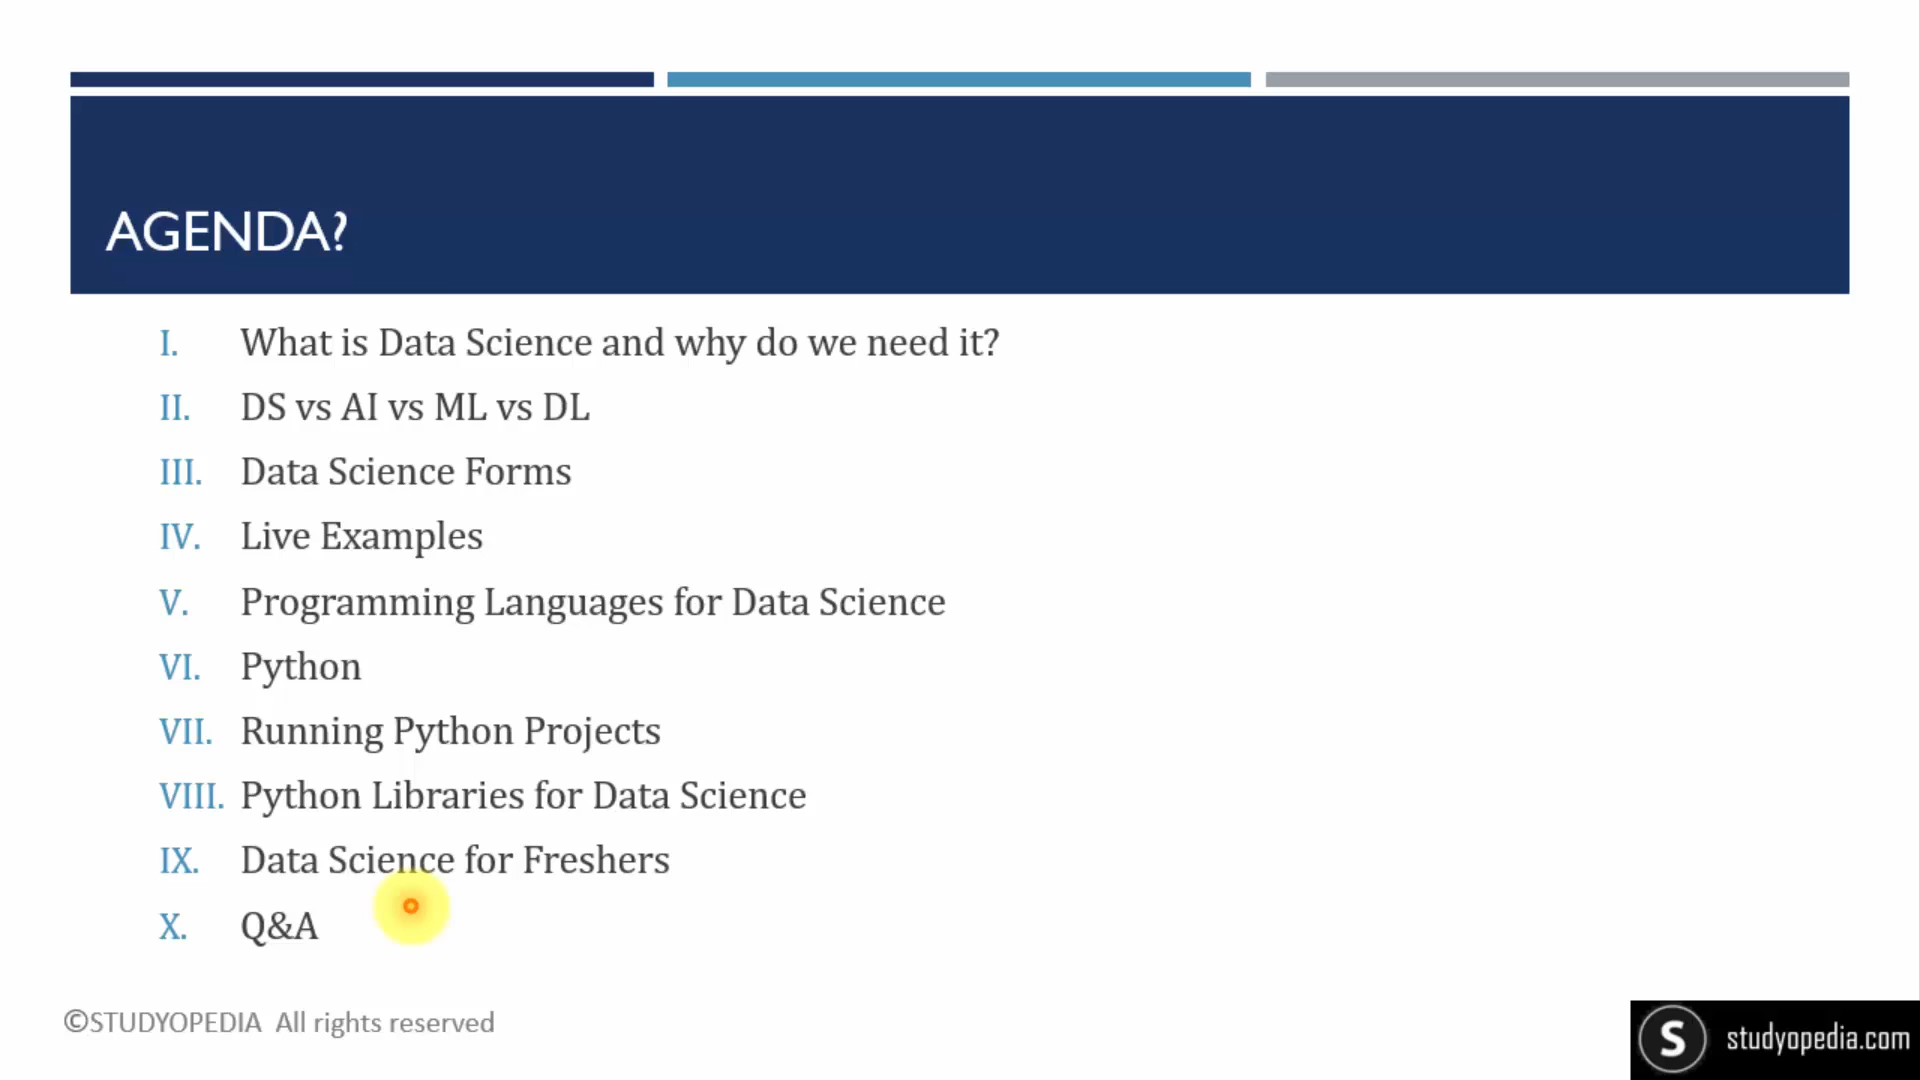 AGENDA?
I. What is Data Science and why do we need it?
II. DS vs AI vs ML vs DL
III. Data Science Forms
IV. Live Examples
V. Programming Languages for Data Science
VI. Python
VII. Running Python Projects
VIII. Python Libraries for Data Science
IX. Data Science for Freshers
X. Q&A
©STUDYOPEDIA All rights reserved
S studyopedia.com